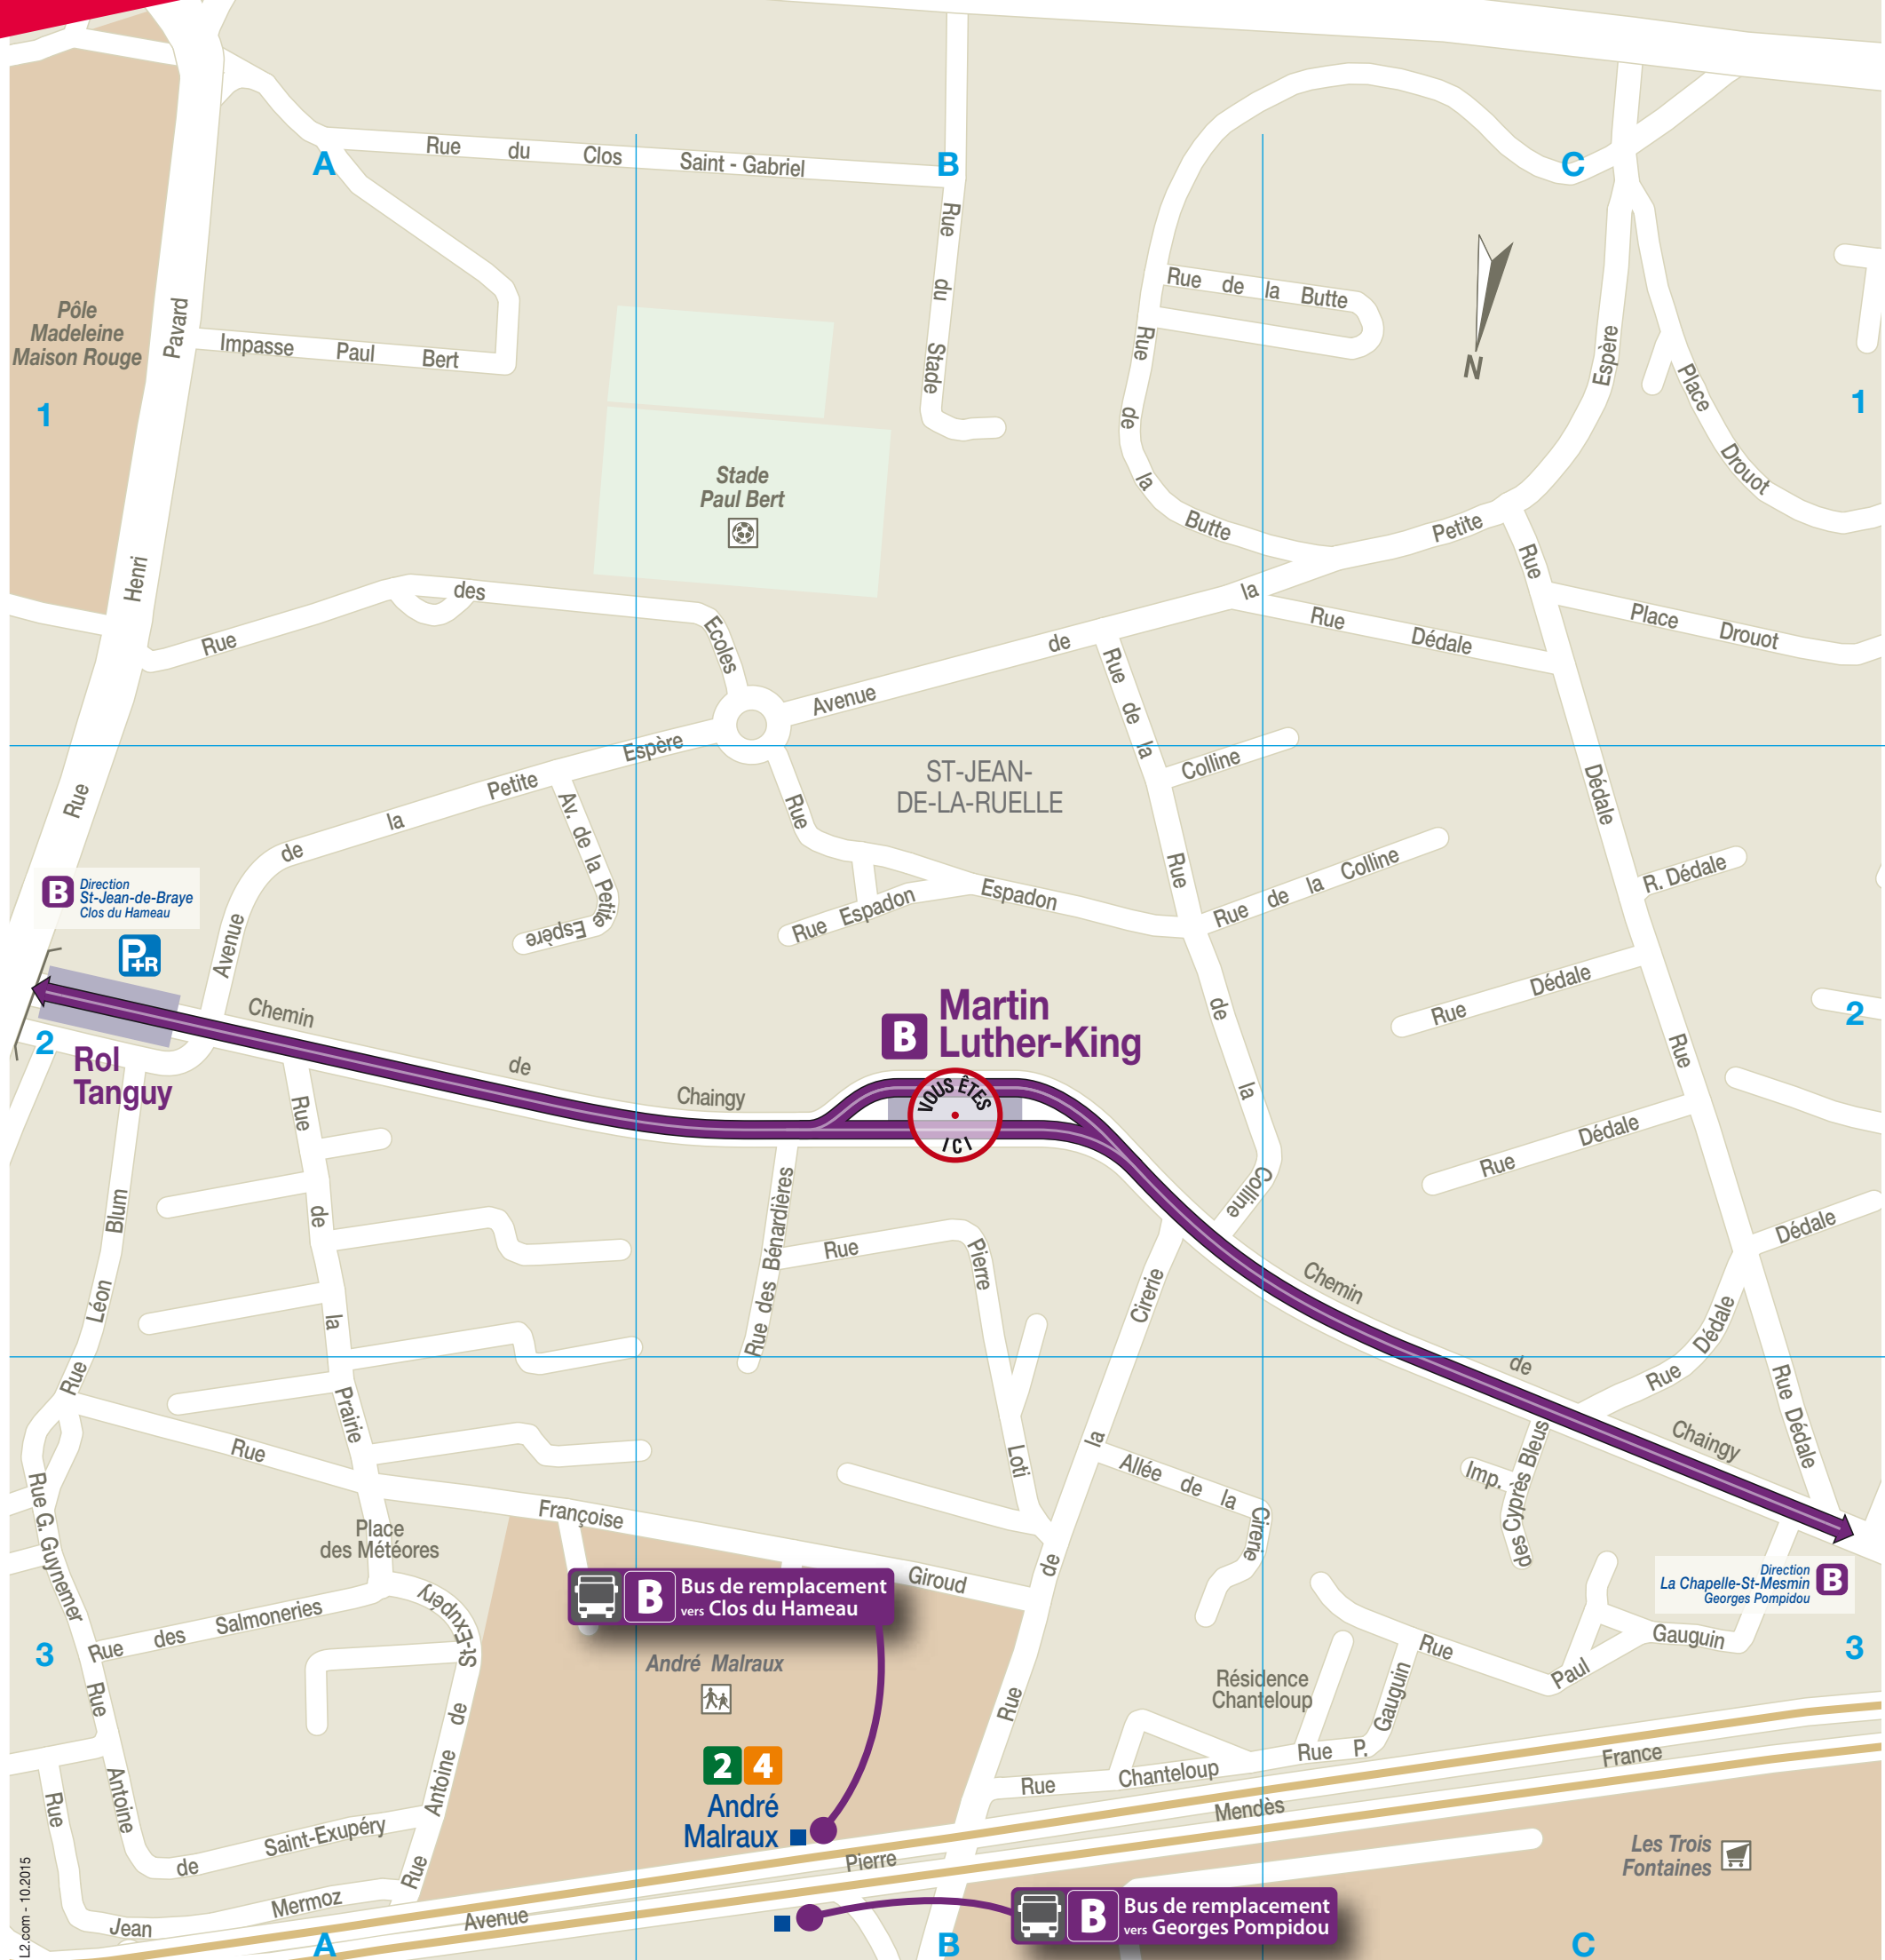 A
B
C
Rue du Clos Saint - Gabriel
Rue du Stade
Rue de la Butte
Rue de la Butte
Pôle
Madeleine
Maison Rouge
Rue Henri Pavard
Impasse Paul Bert
N
1
1
Stade
Paul Bert
Place Drouot
Place Drouot
Rue des Ecoles
Avenue de la Petite Espère
Rue Dédale
Rue Dédale
Rue de la Colline
Colline
ST-JEAN-
DE-LA-RUELLE
Avenue de la Petite Espère
Av. de la Petite Espère
Rue Espadon
Rue Espadon
Rue de la Colline
Rue de la Colline
R. Dédale
Rue Dédale
Rue Dédale
Rue Dédale
Dédale
Rue Dédale
Rue Dédale
B
Direction
St-Jean-de-Braye
Clos du Hameau
P+R
2
2
Rol
Tanguy
Chemin de Chaingy
B
Martin
Luther-King
VOUS ÊTES
ICI
Chemin de Chaingy
Rue Léon Blum
Rue de la Prairie
Rue des Bénardières
Rue Pierre Loti
Rue de la Cirerie
Allée de la Cirerie
Imp. des Cyprès Bleus
Rue G. Guynemer
Rue Françoise Giroud
Place
des Météores
Rue des Salmoneries
Rue Antoine de St-Exupéry
Rue Antoine de Saint-Exupéry
Rue Jean Mermoz
B
Bus de remplacement
vers Clos du Hameau
André Malraux
2 4
André
Malraux
Direction
La Chapelle-St-Mesmin
Georges Pompidou
B
3
3
Résidence
Chanteloup
Rue Paul Gauguin
Rue P. Gauguin
Rue Chanteloup
Avenue Pierre Mendès France
Les Trois
Fontaines
B
Bus de remplacement
vers Georges Pompidou
A
B
C
L2.com - 10.2015